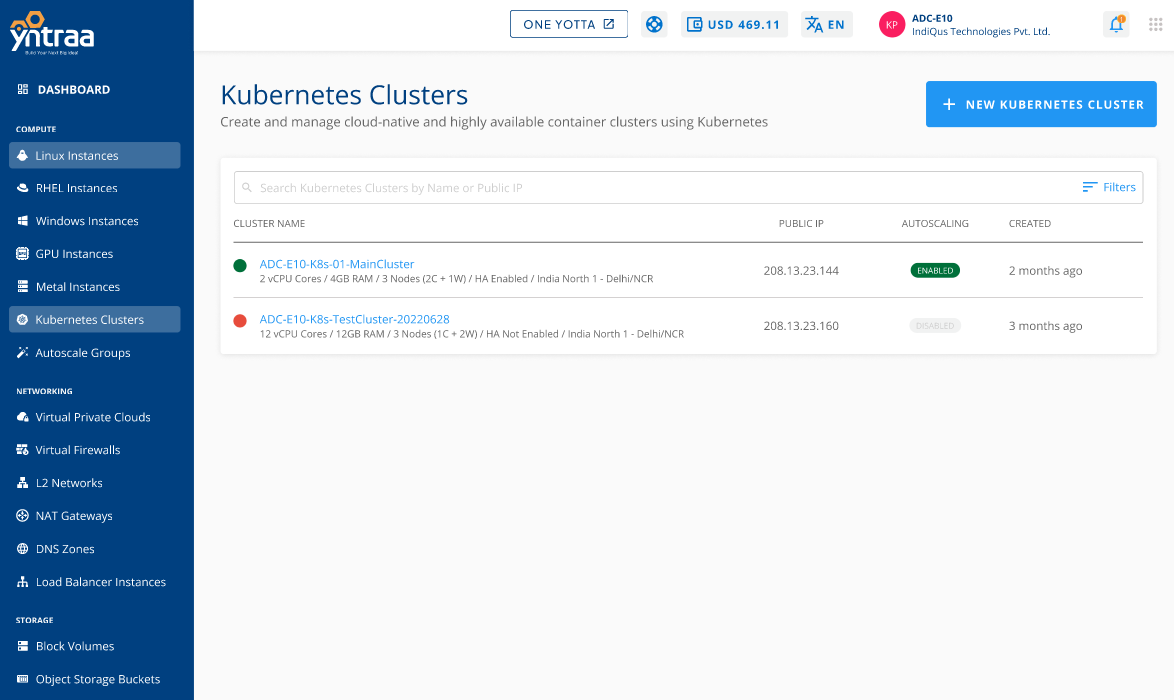 yntraa
Build Your Next Big Idea!
DASHBOARD
COMPUTE
Linux Instances
RHEL Instances
Windows Instances
GPU Instances
Metal Instances
Kubernetes Clusters
Autoscale Groups
NETWORKING
Virtual Private Clouds
Virtual Firewalls
L2 Networks
NAT Gateways
DNS Zones
Load Balancer Instances
STORAGE
Block Volumes
Object Storage Buckets
ONE YOTTA
USD 469.11
EN
KP
ADC-E10
IndiQus Technologies Pvt. Ltd.
Kubernetes Clusters
Create and manage cloud-native and highly available container clusters using Kubernetes
+ NEW KUBERNETES CLUSTER
Search Kubernetes Clusters by Name or Public IP
Filters
CLUSTER NAME PUBLIC IP AUTOSCALING CREATED
ADC-E10-K8s-01-MainCluster
2 vCPU Cores / 4GB RAM / 3 Nodes (2C + 1W) / HA Enabled / India North 1 - Delhi/NCR
208.13.23.144 ENABLED 2 months ago
ADC-E10-K8s-TestCluster-20220628
12 vCPU Cores / 12GB RAM / 3 Nodes (1C + 2W) / HA Not Enabled / India North 1 - Delhi/NCR
208.13.23.160 DISABLED 3 months ago